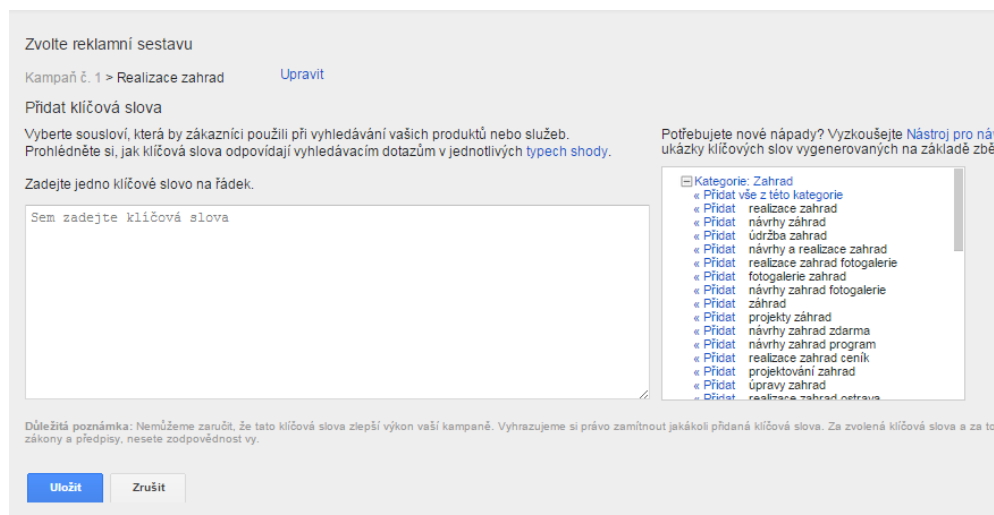 Zvolte reklamní sestavu
Kampaň č. 1 > Realizace zahrad Upravit
Přidat klíčová slova
Vyberte sousloví, která by zákazníci použili při vyhledávání vašich produktů nebo služeb.
Prohlédněte si, jak klíčová slova odpovídají vyhledávacím dotazům v jednotlivých typech shody.
Zadejte jedno klíčové slovo na řádek.
Sem zadejte klíčová slova
Potřebujete nové nápady? Vyzkoušejte Nástroj pro
ukázky klíčových slov vygenerovaných na základě
Kategorie: Zahrad
« Přidat vše z této kategorie
« Přidat realizace zahrad
« Přidat návrhy záhrad
« Přidat údržba zahrad
« Přidat návrhy a realizace zahrad
« Přidat realizace zahrad fotogalerie
« Přidat fotogalerie zahrad
« Přidat návrhy zahrad fotogalerie
« Přidat záhrad
« Přidat projekty záhrad
« Přidat návrhy zahrad zdarma
« Přidat návrhy zahrad program
« Přidat realizace zahrad ceník
« Přidat projektování zahrad
« Přidat úpravy zahrad
« Přidat realizace zahrad ostrava
Důležitá poznámka: Nemůžeme zaručit, že tato klíčová slova zlepší výkon vaší kampaně. Vyhrazujeme si právo zamítnout jakákoli přidaná klíčová slova. Za zvolená klíčová slova a za
zákony a předpisy, nesete zodpovědnost vy.
Uložit Zrušit